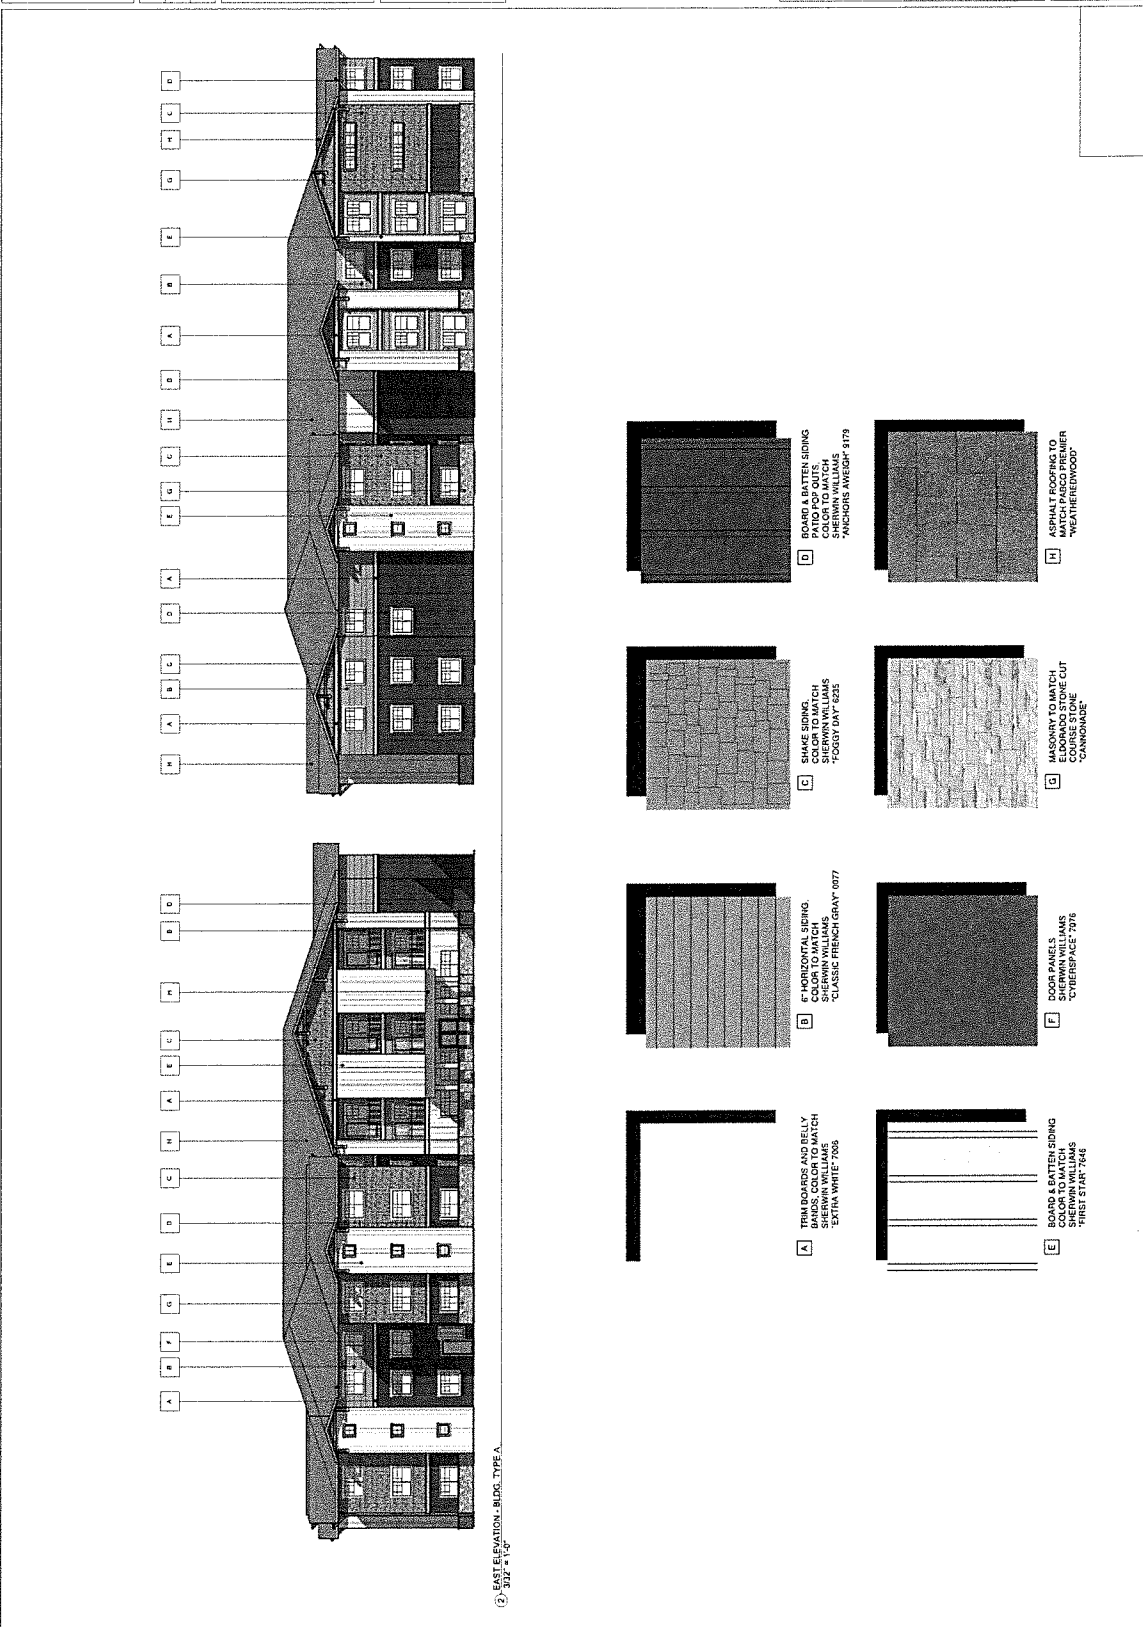 A
B
F
G
E
D
C
H
A
E
C
H
B
D
H
A
B
C
D
A
E
G
C
H
D
A
B
E
G
H
C
D
2 EAST ELEVATION - BLDG. TYPE A
3/32" = 1'-0"
A
TRIM BOARDS AND BELLY
BANDS, COLOR TO MATCH
SHERWIN WILLIAMS
"EXTRA WHITE" 7006
B
6" HORIZONTAL SIDING,
COLOR TO MATCH
SHERWIN WILLIAMS
"CLASSIC FRENCH GRAY" 0077
C
SHAKE SIDING,
COLOR TO MATCH
SHERWIN WILLIAMS
"FOGGY DAY" 6235
D
BOARD & BATTEN SIDING
PATIO POP OUTS,
COLOR TO MATCH
SHERWIN WILLIAMS
"ANCHORS AWEIGH" 9179
E
BOARD & BATTEN SIDING
COLOR TO MATCH
SHERWIN WILLIAMS
"FIRST STAR" 7646
F
DOOR PANELS
SHERWIN WILLIAMS
"CYBERSPACE" 7076
G
MASONRY TO MATCH
ELDORADO STONE CUT
COURSE STONE
"CANNONADE"
H
ASPHALT ROOFING TO
MATCH PABCO PREMIER
"WEATHEREDWOOD"